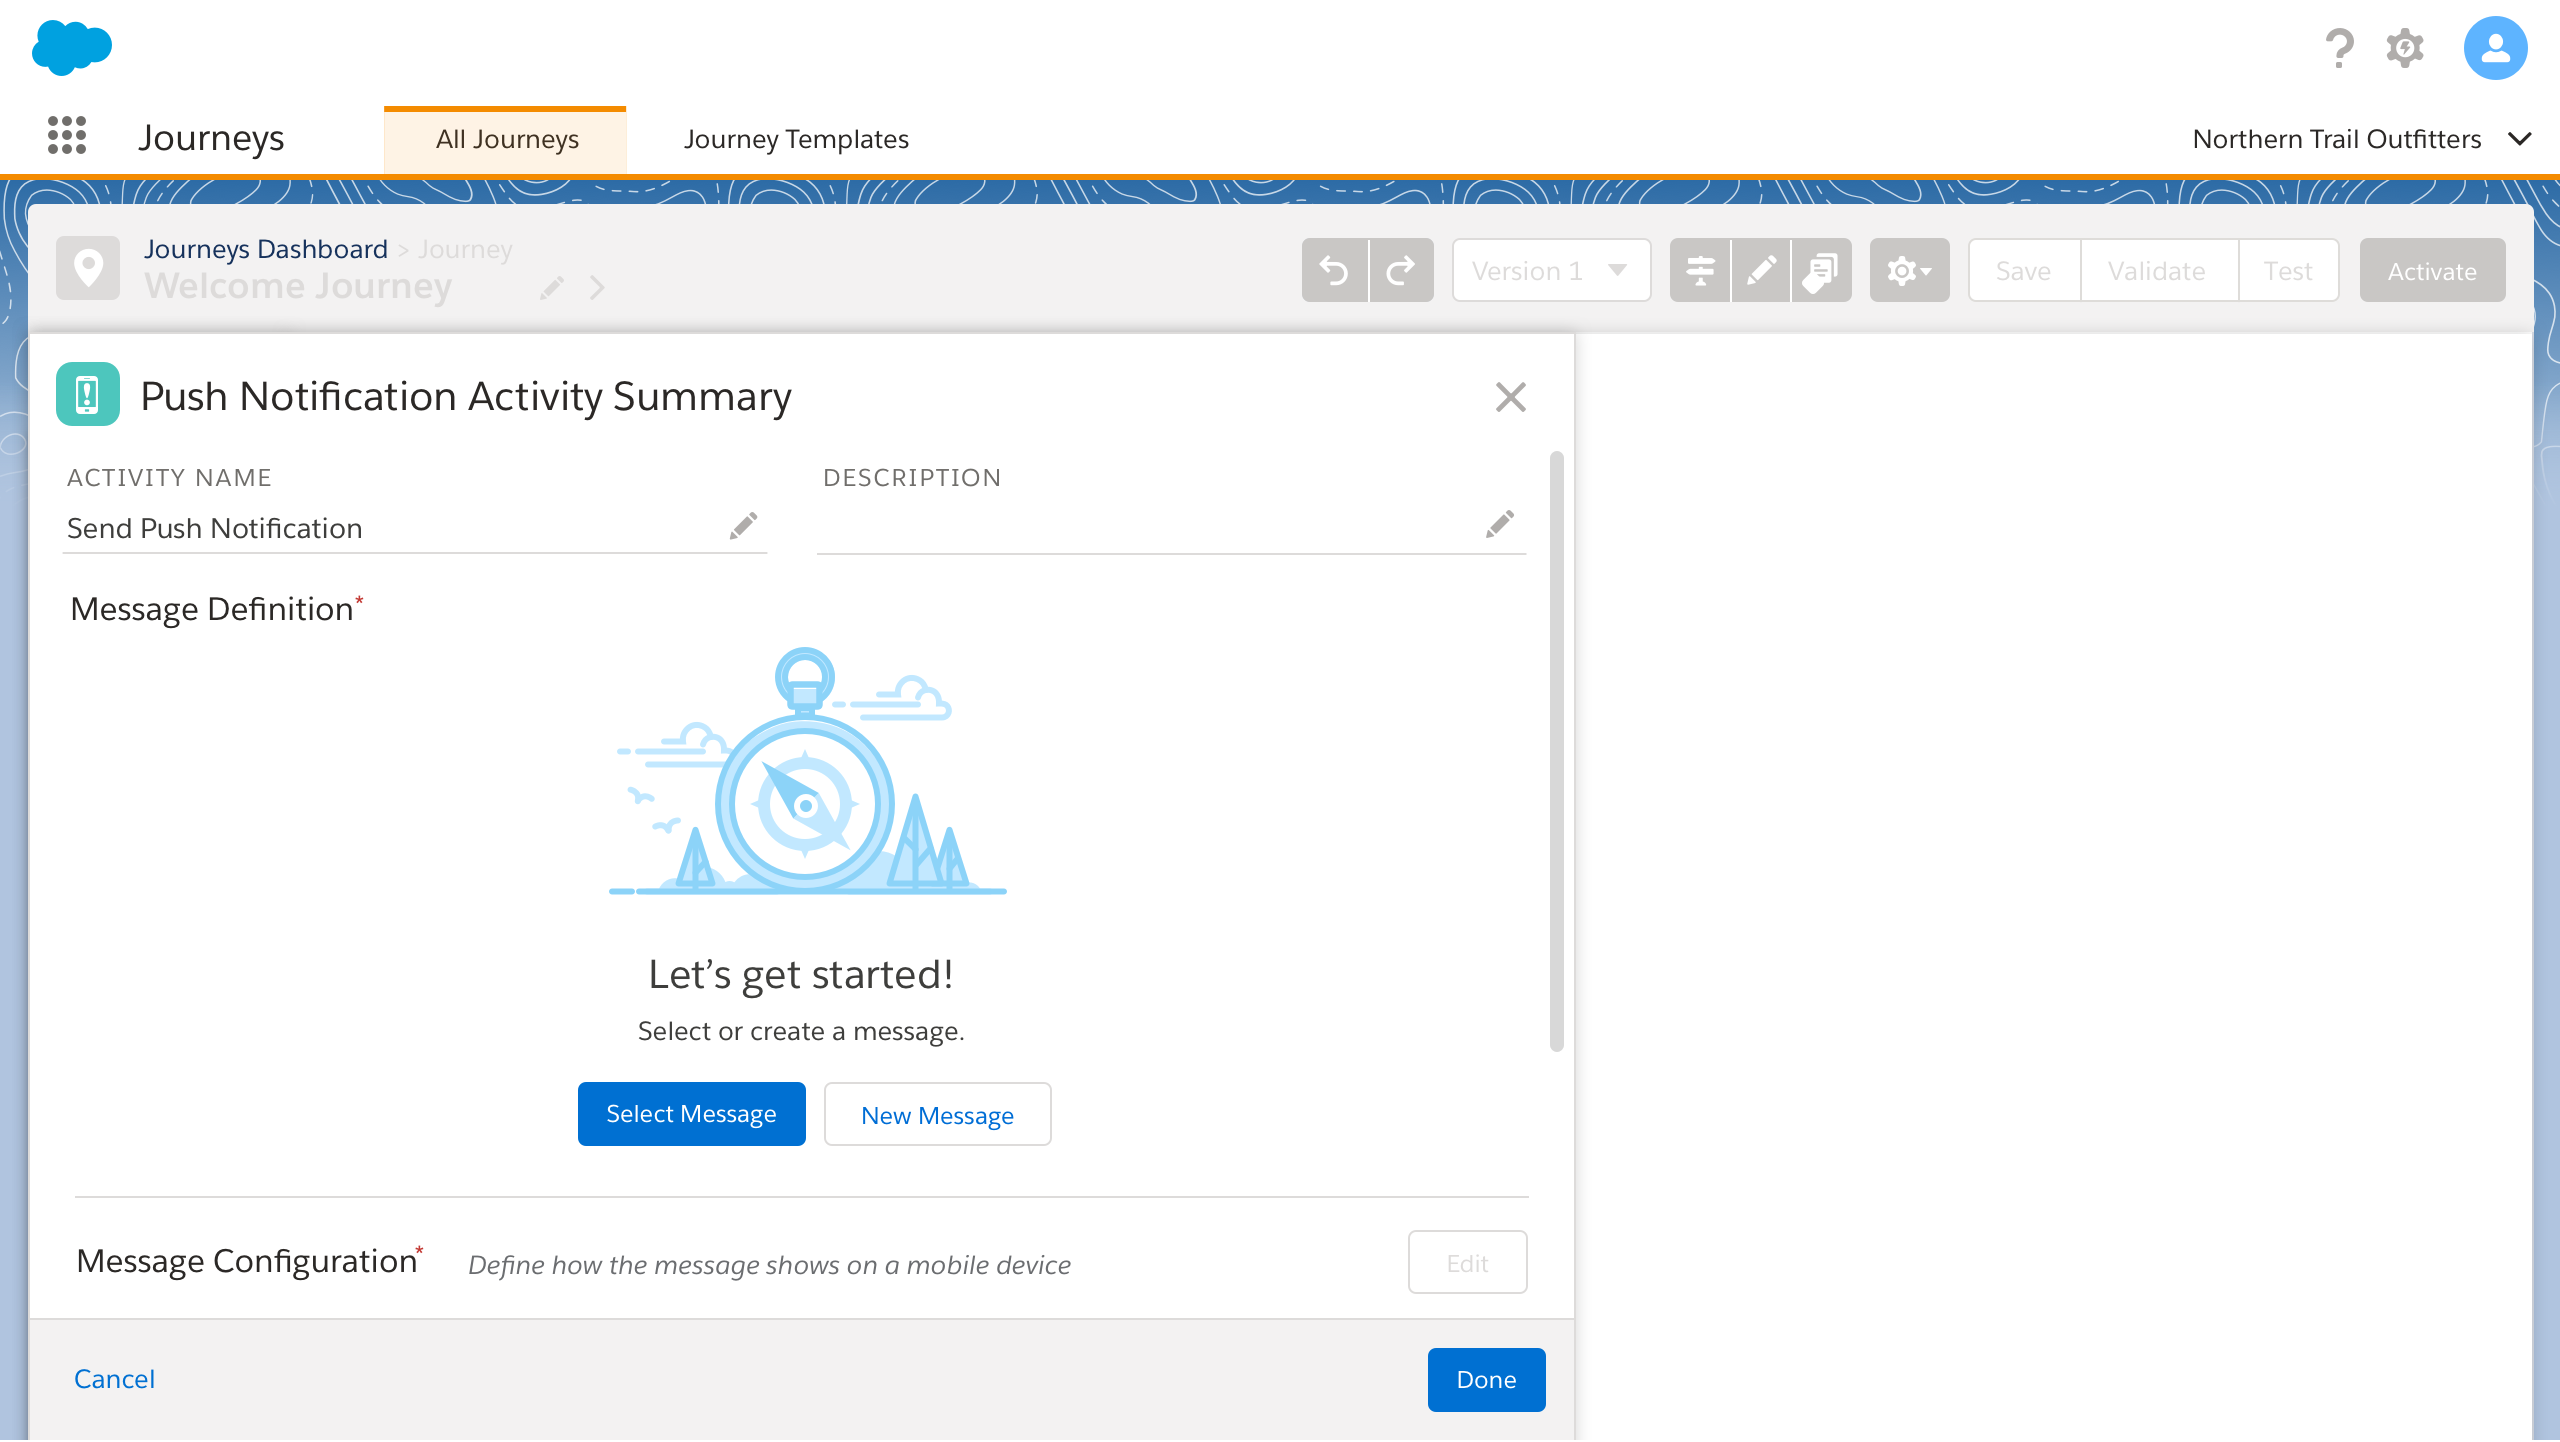 Journeys
All Journeys
Journey Templates
Northern Trail Outfitters
Journeys Dashboard > Journey
Welcome Journey
Version 1
Save
Validate
Test
Activate
Push Notification Activity Summary
ACTIVITY NAME
DESCRIPTION
Send Push Notification
Message Definition*
Let’s get started!
Select or create a message.
Select Message
New Message
Message Configuration*
Define how the message shows on a mobile device
Edit
Cancel
Done